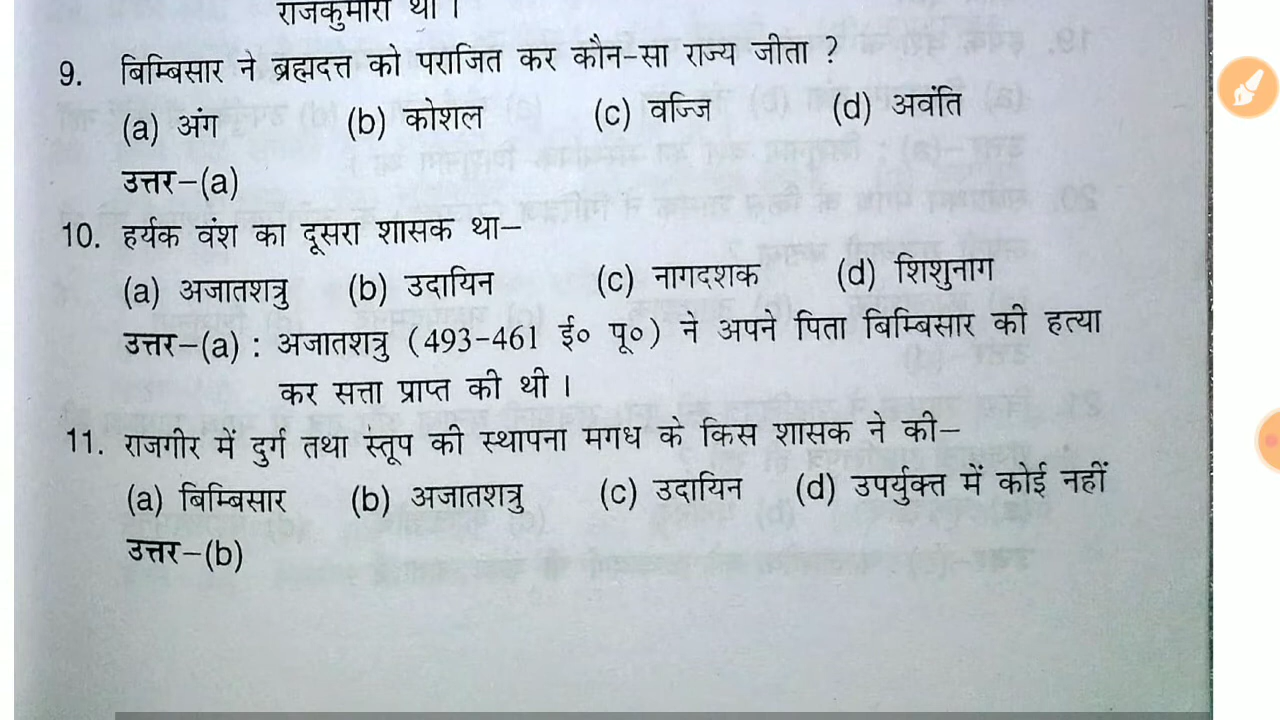 राजकुमारी थी ।
9. बिम्बिसार ने ब्रह्मदत्त को पराजित कर कौन-सा राज्य जीता ?
(a) अंग (b) कोशल (c) वज्जि (d) अवंति
उत्तर–(a)
10. हर्यक वंश का दूसरा शासक था–
(a) अजातशत्रु (b) उदायिन (c) नागदशक (d) शिशुनाग
उत्तर–(a) : अजातशत्रु (493-461 ई० पू०) ने अपने पिता बिम्बिसार की हत्या
कर सत्ता प्राप्त की थी ।
11. राजगीर में दुर्ग तथा स्तूप की स्थापना मगध के किस शासक ने की–
(a) बिम्बिसार (b) अजातशत्रु (c) उदायिन (d) उपर्युक्त में कोई नहीं
उत्तर–(b)